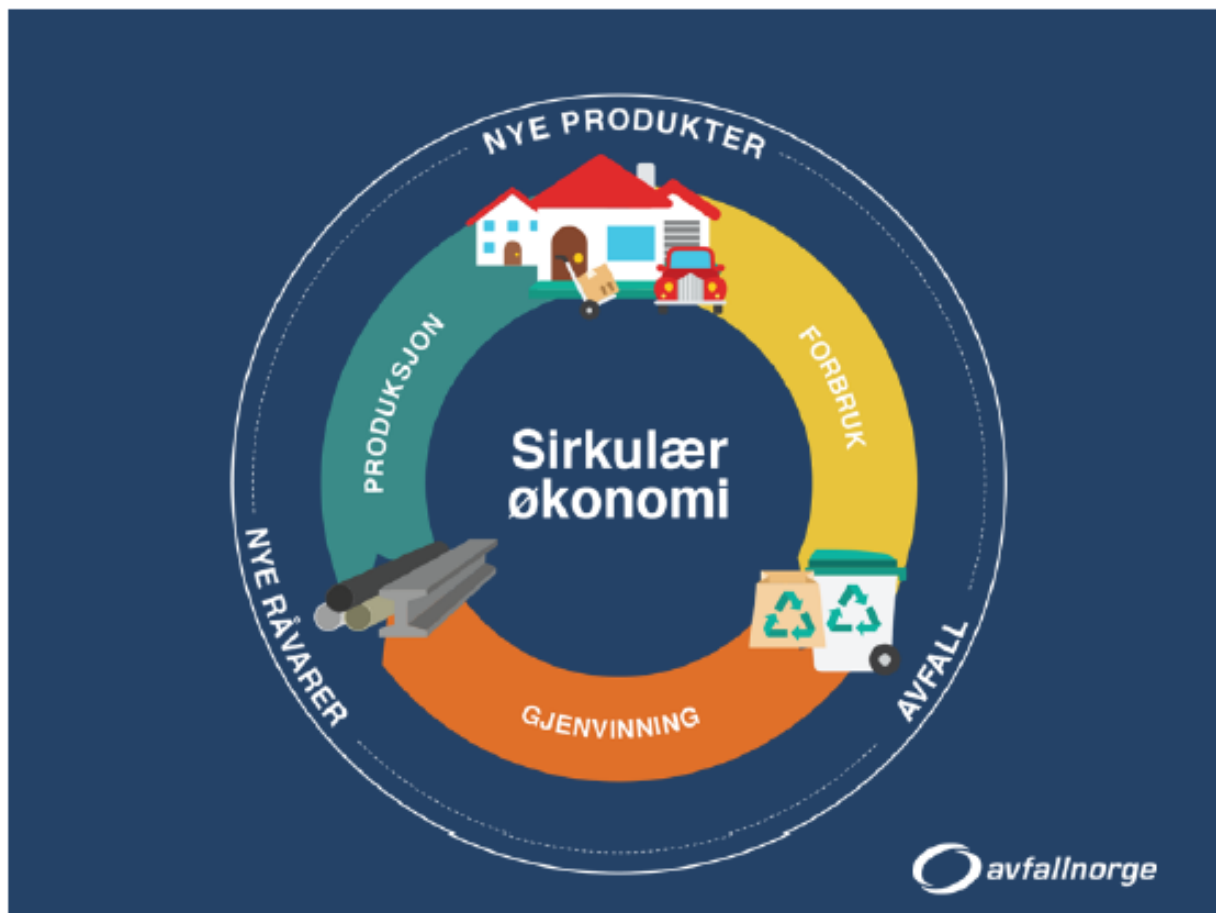 NYE PRODUKTER
PRODUKSJON
FORBRUK
Sirkulær
økonomi
NYE RÅVARER
AVFALL
GJENVINNING
avfallnorge